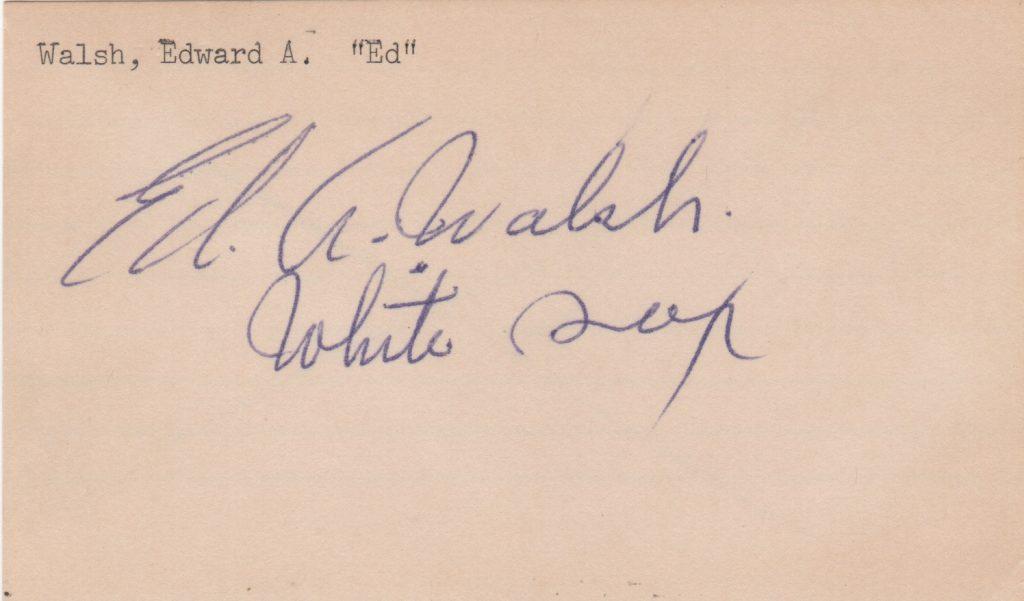 Walsh, Edward A. "Ed"
Ed. A. Walsh.
White Sox